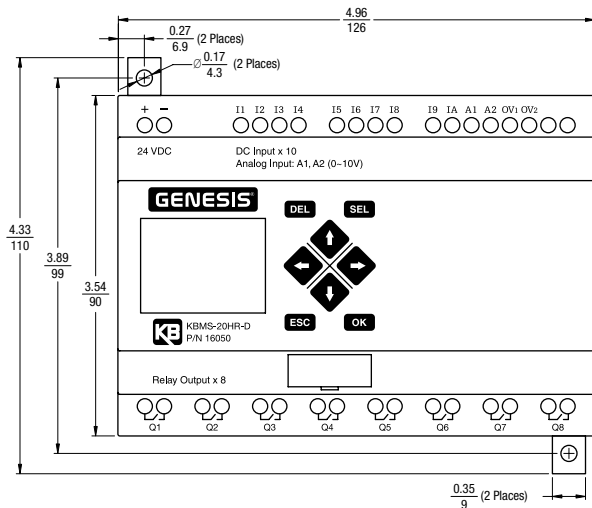 4.96
126
0.27
6.9 (2 Places)
Ø 0.17
4.3 (2 Places)
+ − I1 I2 I3 I4 I5 I6 I7 I8 I9 IA A1 A2 OV1 OV2
24 VDC DC Input x 10
Analog Input: A1, A2 (0~10V)
GENESIS
DEL SEL
4.33
110
3.89
99
3.54
90
ESC OK
KB KBMS-20HR-D
P/N 16050
Relay Output x 8
Q1 Q2 Q3 Q4 Q5 Q6 Q7 Q8
0.35
9 (2 Places)